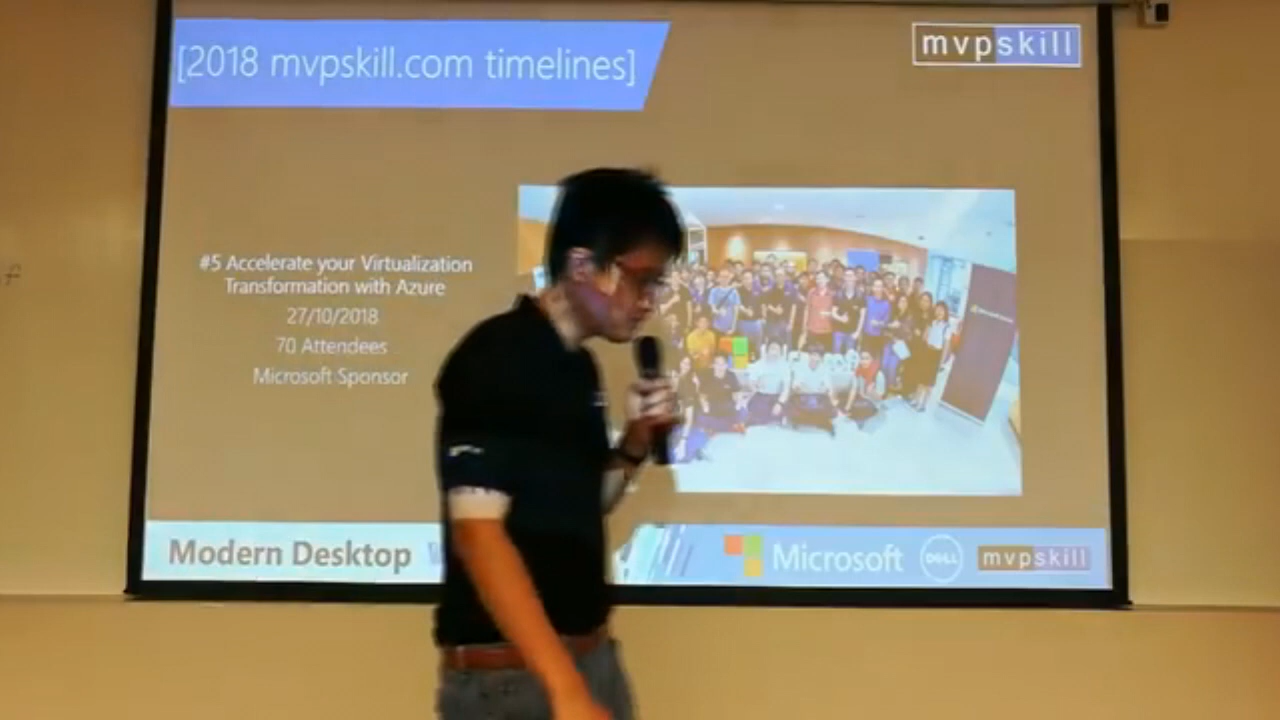 [2018 mvpskill.com timelines]
mvpskill
#5 Accelerate your Virtualization
Transformation with Azure
27/10/2018
70 Attendees
Microsoft Sponsor
Modern Desktop
Microsoft
DELL
mvpskill